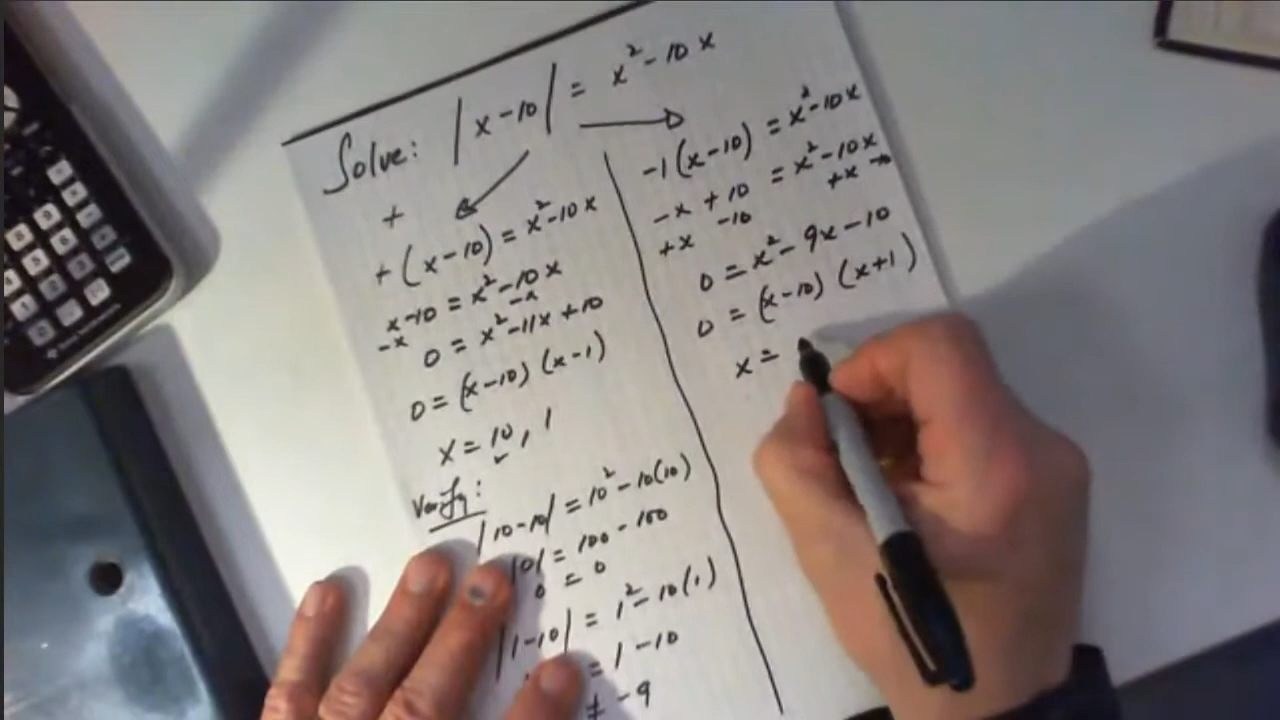 Solve: |x-10| = x²-10x
+
+(x-10) = x²-10x
x-10 = x²-10x
-x -x
0 = x²-11x+10
0 = (x-10)(x-1)
x = 10, 1
Verify:
|10-10| = 10²-10(10)
|0| = 100-100
0 = 0
|1-10| = 1²-10(1)
= 1-10
≠ -9
-1(x-10) = x²-10x
-x+10 = x²-10x
+x -10 +x -10
0 = x²-9x-10
0 = (x-10)(x+1)
x =